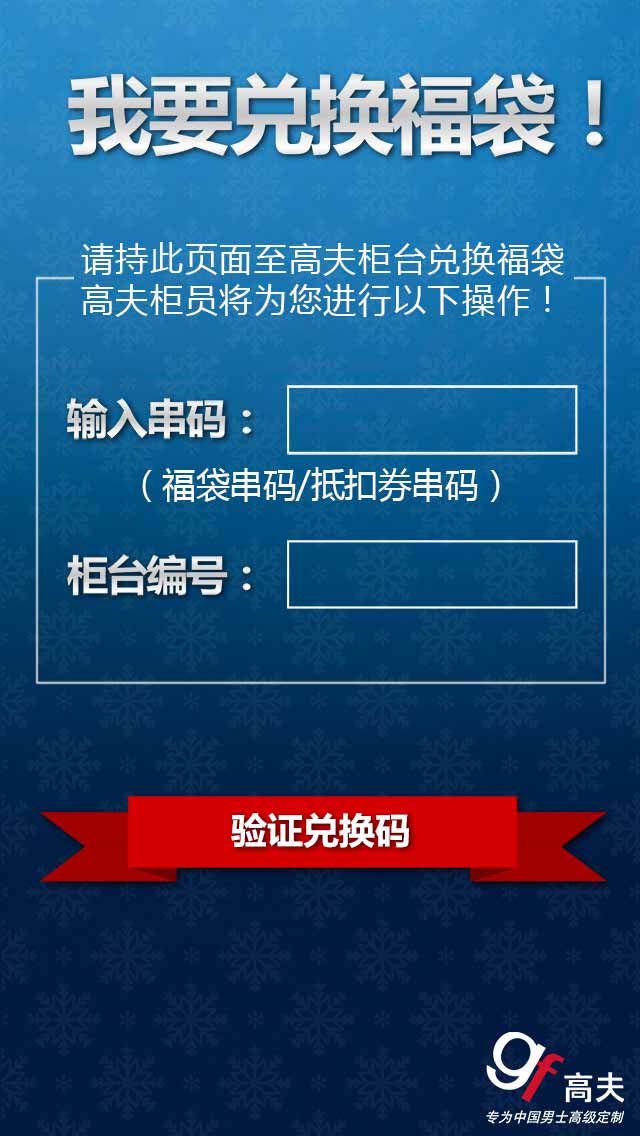 我要兑换福袋！
请持此页面至高夫柜台兑换福袋
高夫柜员将为您进行以下操作！
输入串码：
（福袋串码/抵扣券串码）
柜台编号：
验证兑换码
gf 高夫
专为中国男士高级定制